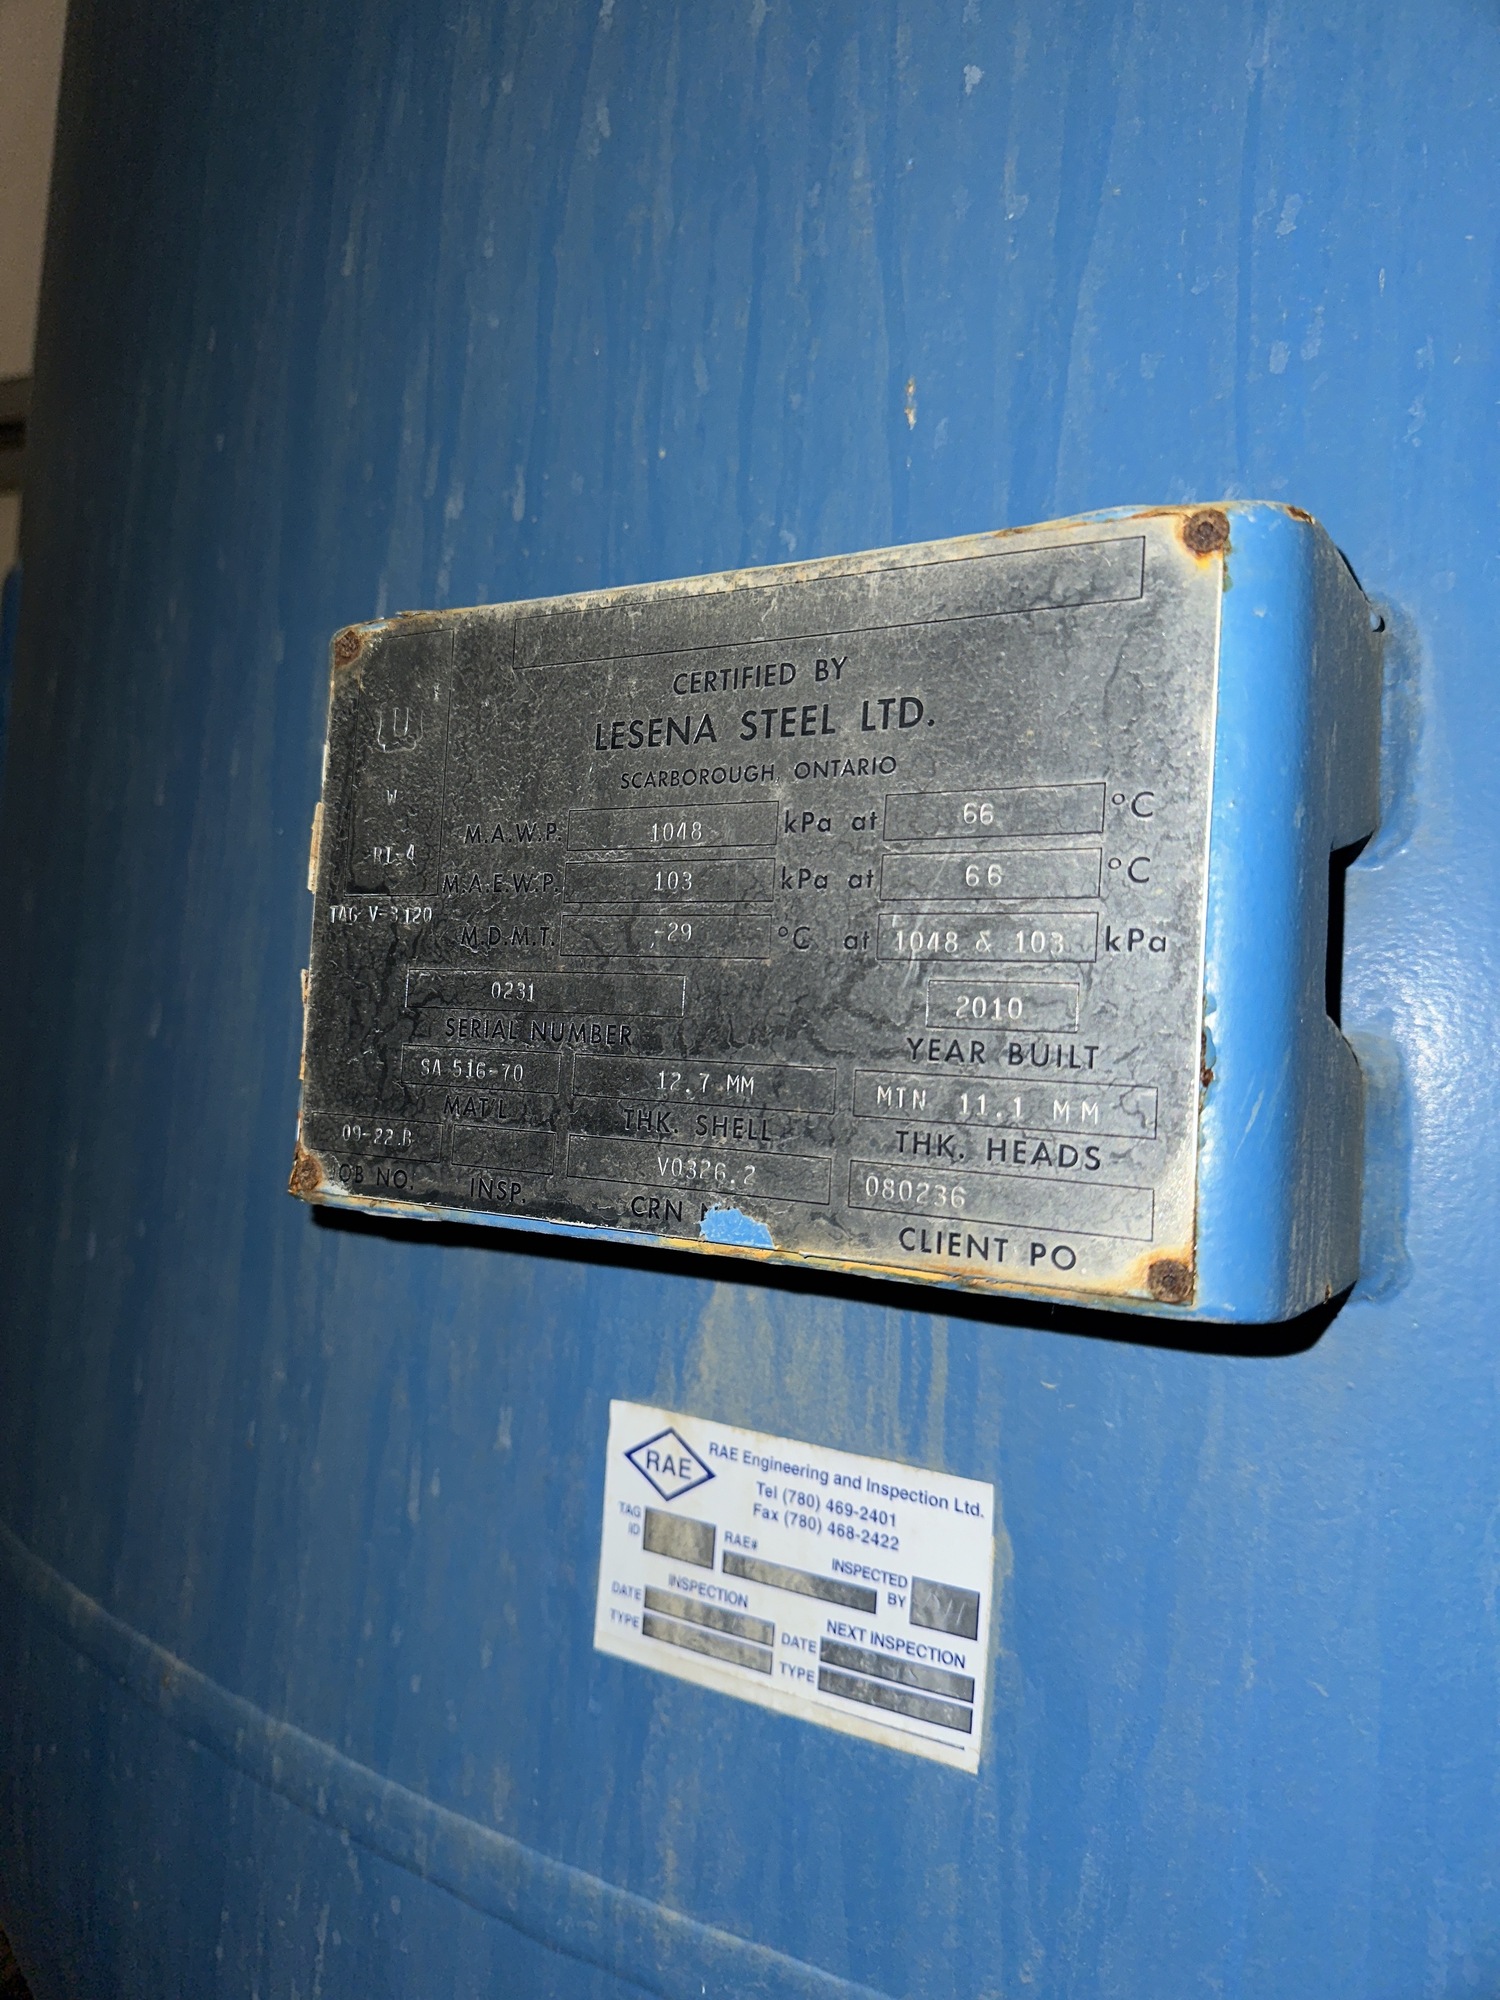 U
W
RT-4
TAG V-3120
CERTIFIED BY
LESENA STEEL LTD.
SCARBOROUGH, ONTARIO
M.A.W.P. 1048 kPa at 66 °C
M.A.E.W.P. 103 kPa at 66 °C
M.D.M.T. -29 °C at 1048 & 103 kPa
0231 2010
SERIAL NUMBER YEAR BUILT
SA 516-70 12.7 MM MIN 11.1 MM
MAT'L THK. SHELL THK. HEADS
09-22.B V0326.2 080236
JOB NO. INSP. CRN CLIENT PO
RAE RAE Engineering and Inspection Ltd.
Tel (780) 469-2401
Fax (780) 468-2422
TAG ID RAE# INSPECTED BY
INSPECTION
DATE
TYPE
NEXT INSPECTION
DATE
TYPE